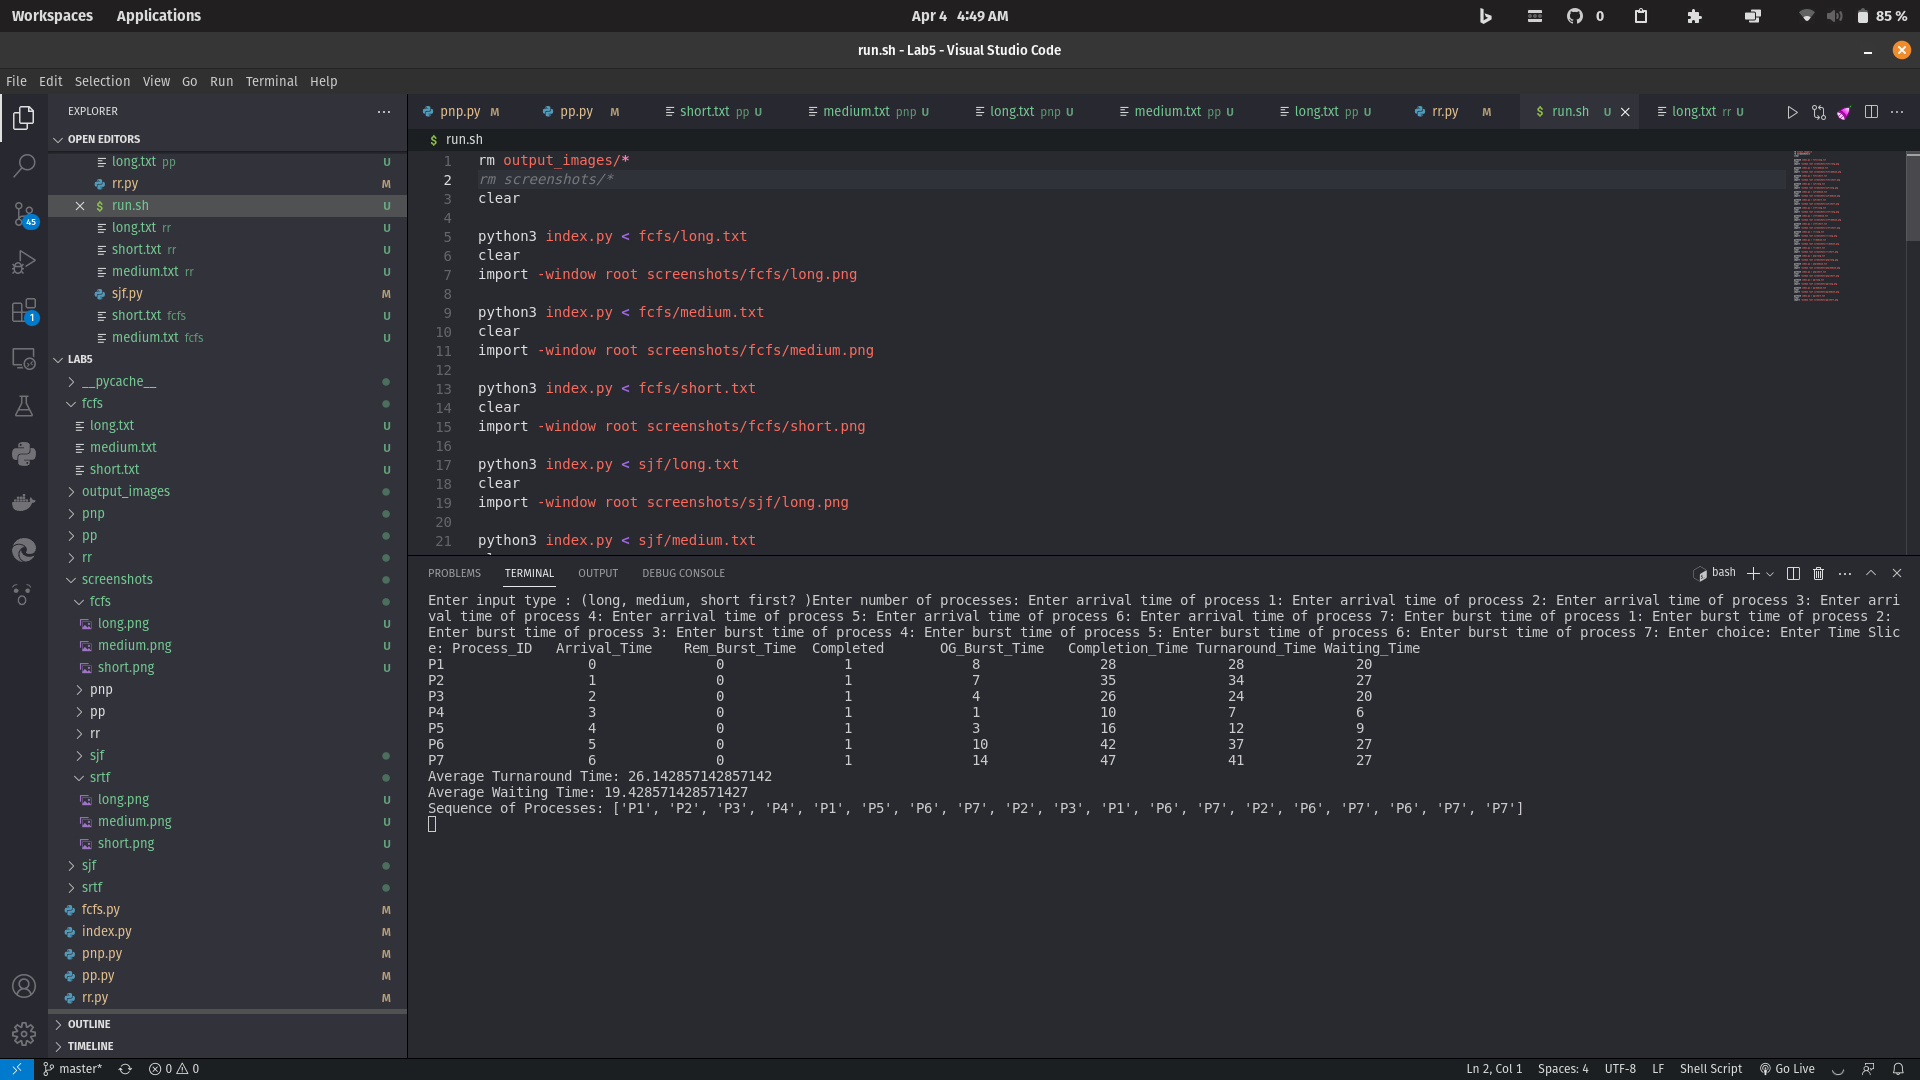 Workspaces Applications Apr 4 4:49 AM 0 85 %
run.sh - Lab5 - Visual Studio Code
File Edit Selection View Go Run Terminal Help
EXPLORER
OPEN EDITORS
long.txt pp U
rr.py M
run.sh U
long.txt rr U
short.txt rr U
medium.txt rr U
sjf.py M
short.txt fcfs U
medium.txt fcfs U
LAB5
__pycache__
fcfs
long.txt U
medium.txt U
short.txt U
output_images
pnp
pp
rr
screenshots
fcfs
long.png U
medium.png U
short.png U
pnp
pp
rr
sjf
srtf
long.png U
medium.png U
short.png U
sjf
srtf
fcfs.py M
index.py M
pnp.py M
pp.py M
rr.py M
OUTLINE
TIMELINE
45
1
pnp.py M pp.py M short.txt pp U medium.txt pnp U long.txt pnp U medium.txt pp U long.txt pp U rr.py M run.sh U long.txt rr U
$ run.sh
1 rm output_images/*
2 rm screenshots/*
3 clear
4
5 python3 index.py < fcfs/long.txt
6 clear
7 import -window root screenshots/fcfs/long.png
8
9 python3 index.py < fcfs/medium.txt
10 clear
11 import -window root screenshots/fcfs/medium.png
12
13 python3 index.py < fcfs/short.txt
14 clear
15 import -window root screenshots/fcfs/short.png
16
17 python3 index.py < sjf/long.txt
18 clear
19 import -window root screenshots/sjf/long.png
20
21 python3 index.py < sjf/medium.txt
PROBLEMS TERMINAL OUTPUT DEBUG CONSOLE bash
Enter input type : (long, medium, short first? )Enter number of processes: Enter arrival time of process 1: Enter arrival time of process 2: Enter arrival time of process 3: Enter arri
val time of process 4: Enter arrival time of process 5: Enter arrival time of process 6: Enter arrival time of process 7: Enter burst time of process 1: Enter burst time of process 2:
Enter burst time of process 3: Enter burst time of process 4: Enter burst time of process 5: Enter burst time of process 6: Enter burst time of process 7: Enter choice: Enter Time Slic
e: Process_ID Arrival_Time Rem_Burst_Time Completed OG_Burst_Time Completion_Time Turnaround_Time Waiting_Time
P1 0 0 1 8 28 28 20
P2 1 0 1 7 35 34 27
P3 2 0 1 4 26 24 20
P4 3 0 1 1 10 7 6
P5 4 0 1 3 16 12 9
P6 5 0 1 10 42 37 27
P7 6 0 1 14 47 41 27
Average Turnaround Time: 26.142857142857142
Average Waiting Time: 19.428571428571427
Sequence of Processes: ['P1', 'P2', 'P3', 'P4', 'P1', 'P5', 'P6', 'P7', 'P2', 'P3', 'P1', 'P6', 'P7', 'P2', 'P6', 'P7', 'P6', 'P7', 'P7']
master* 0 0 Ln 2, Col 1 Spaces: 4 UTF-8 LF Shell Script Go Live